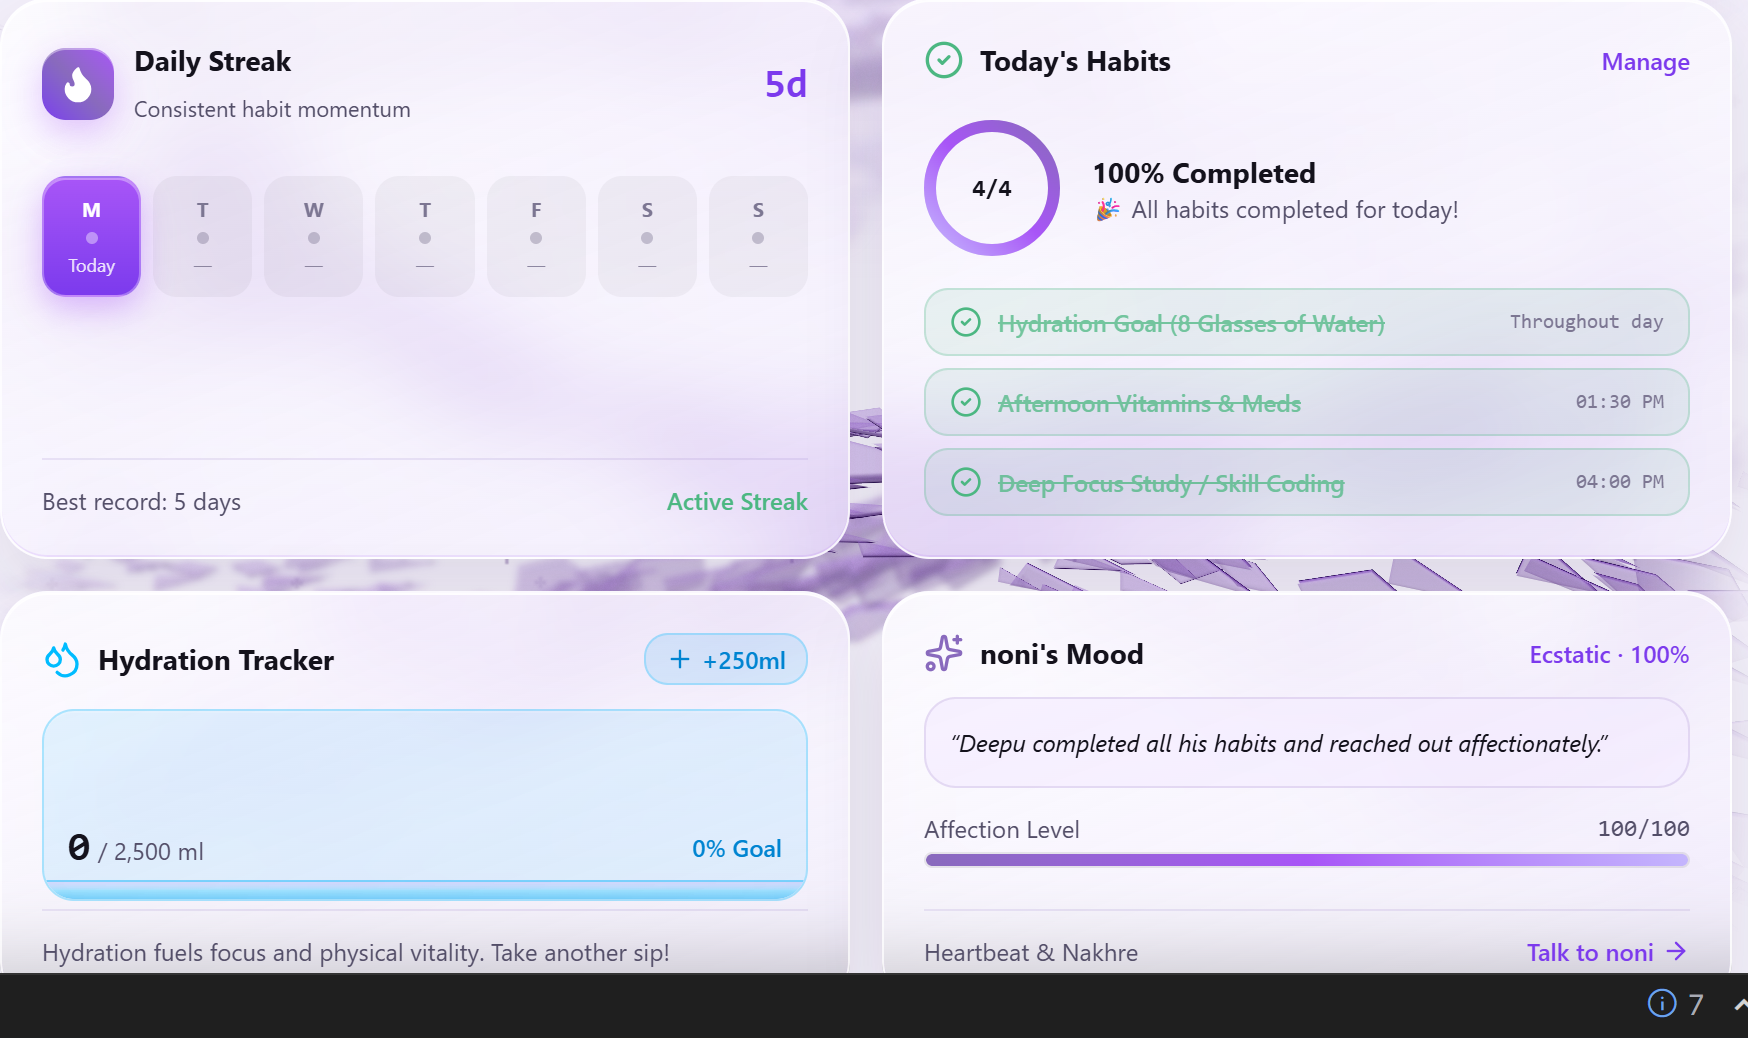 Daily Streak
Consistent habit momentum
5d
M T W T F S S
Today — — — — — —
Best record: 5 days
Active Streak
Today's Habits
Manage
4/4
100% Completed
🎉 All habits completed for today!
Hydration Goal (8 Glasses of Water)
Throughout day
Afternoon Vitamins & Meds
01:30 PM
Deep Focus Study / Skill Coding
04:00 PM
Hydration Tracker
+250ml
0 / 2,500 ml
0% Goal
Hydration fuels focus and physical vitality. Take another sip!
noni's Mood
Ecstatic · 100%
“Deepu completed all his habits and reached out affectionately.”
Affection Level
100/100
Heartbeat & Nakhre
Talk to noni →
7